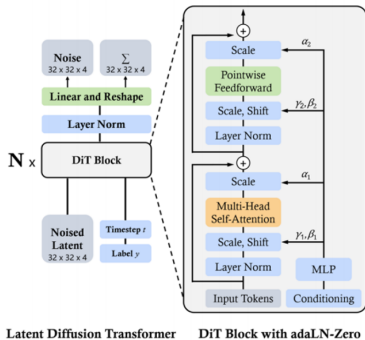 Noise
32 x 32 x 4
Σ
32 x 32 x 4
Linear and Reshape
Layer Norm
N x
DiT Block
Noised
Latent
32 x 32 x 4
Timestep t
Label y
Latent Diffusion Transformer
+
Scale
α₂
Pointwise
Feedforward
Scale, Shift
γ₂,β₂
Layer Norm
+
Scale
α₁
Multi-Head
Self-Attention
Scale, Shift
γ₁,β₁
Layer Norm
MLP
Input Tokens
Conditioning
DiT Block with adaLN-Zero